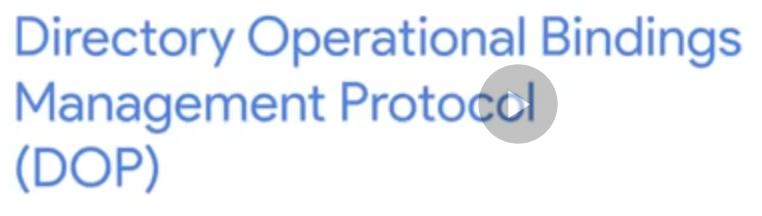 Directory Operational Bindings
Management Protocol
(DOP)